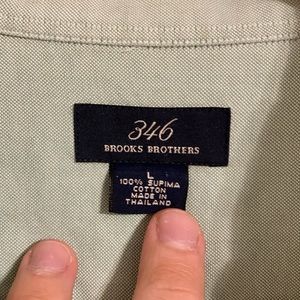 346
BROOKS BROTHERS
L
100% SUPIMA
COTTON
MADE IN
THAILAND